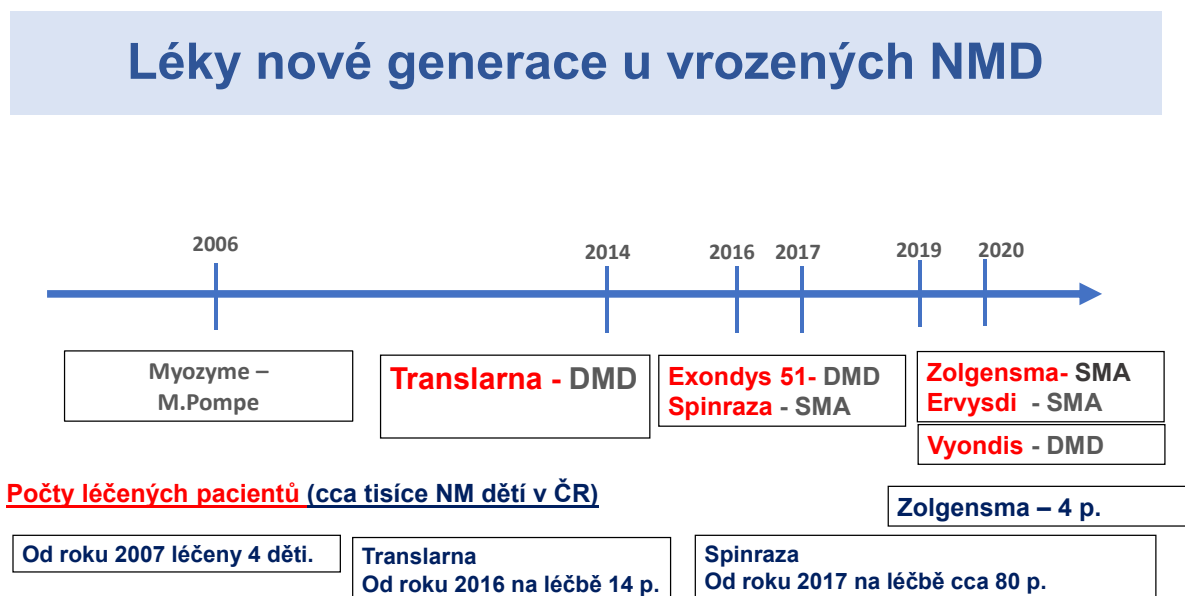 Léky nové generace u vrozených NMD
2006
2014
2016
2017
2019
2020
Myozyme –
M.Pompe
Translarna - DMD
Exondys 51- DMD
Spinraza - SMA
Zolgensma- SMA
Ervysdi - SMA
Vyondis - DMD
Počty léčených pacientů (cca tisíce NM dětí v ČR)
Zolgensma – 4 p.
Od roku 2007 léčeny 4 děti.
Translarna
Od roku 2016 na léčbě 14 p.
Spinraza
Od roku 2017 na léčbě cca 80 p.